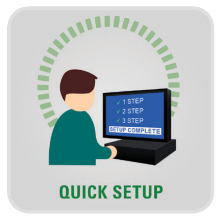 ✓ 1 STEP
✓ 2 STEP
✓ 3 STEP
SETUP COMPLETE
QUICK SETUP